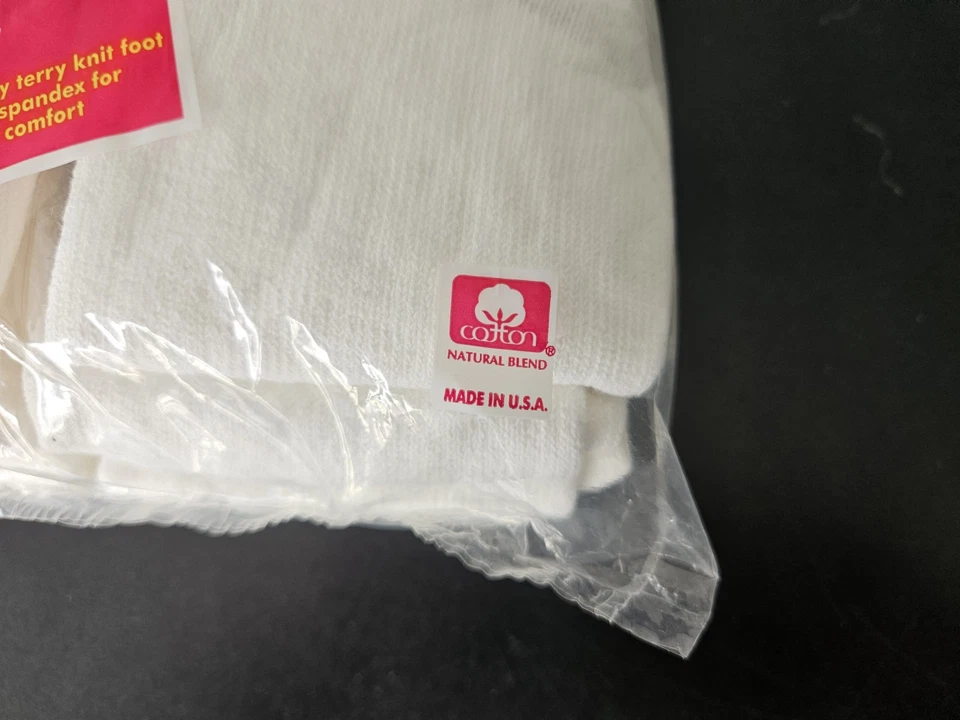 y terry knit foot
spandex for
comfort
cotton®
NATURAL BLEND
MADE IN U.S.A.